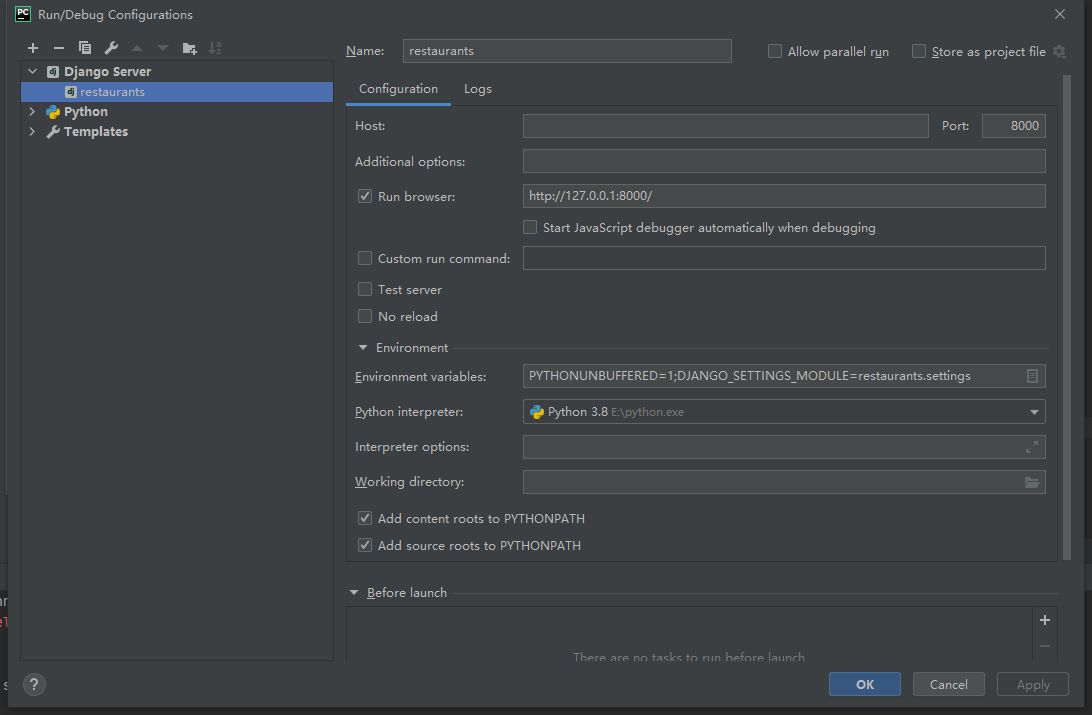 PC Run/Debug Configurations
Name: restaurants Allow parallel run Store as project file
dj Django Server
dj restaurants
Python
Templates
Configuration Logs
Host: Port: 8000
Additional options:
Run browser: http://127.0.0.1:8000/
Start JavaScript debugger automatically when debugging
Custom run command:
Test server
No reload
Environment
Environment variables: PYTHONUNBUFFERED=1;DJANGO_SETTINGS_MODULE=restaurants.settings
Python interpreter: Python 3.8 E:\python.exe
Interpreter options:
Working directory:
Add content roots to PYTHONPATH
Add source roots to PYTHONPATH
Before launch
There are no tasks to run before launch
? OK Cancel Apply